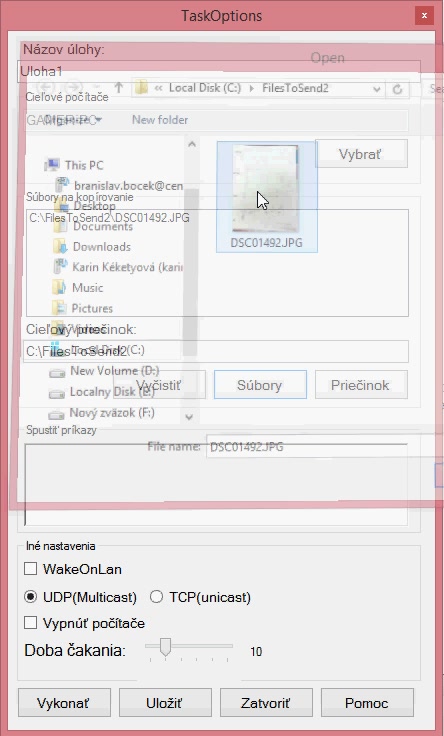 TaskOptions
Názov úlohy:
Open
Uloha1
Local Disk (C:) FilesToSend2
Cieľové počítače
GAMER-PC
Organize
New folder
Vybrať
This PC
branislav.bocek@cen
Súbory na kopírovanie
Desktop
C:\FilesToSend2\DSC01492.JPG
Documents
Downloads
DSC01492.JPG
Karin Kéketyová (karin
Music
Pictures
Cieľový priečinok:
Videos
C:\FilesToSend2
Local Disk (C:)
New Volume (D:)
Vyčistiť
Súbory
Priečinok
Localny Disk (E:)
Nový zväzok (F:)
Spustiť príkazy
File name:
DSC01492.JPG
Iné nastavenia
WakeOnLan
UDP(Multicast)
TCP(unicast)
Vypnúť počítače
Doba čakania:
10
Vykonať
Uložiť
Zatvoriť
Pomoc